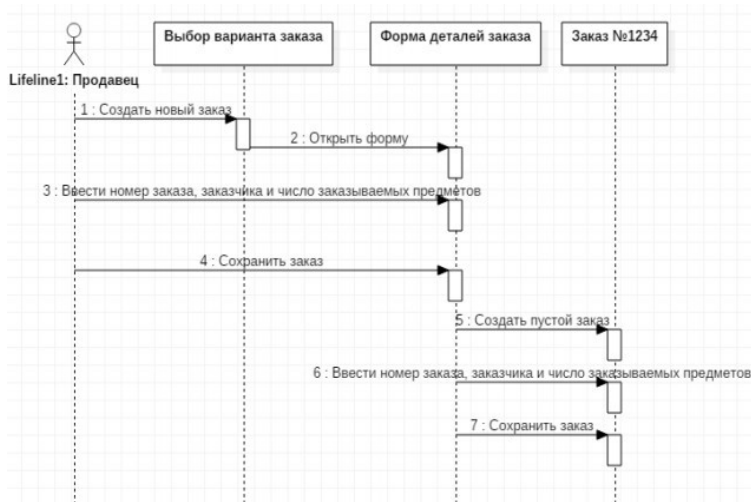 Выбор варианта заказа
Форма деталей заказа
Заказ №1234
Lifeline1: Продавец
1 : Создать новый заказ
2 : Открыть форму
3 : Ввести номер заказа, заказчика и число заказываемых предметов
4 : Сохранить заказ
5 : Создать пустой заказ
6 : Ввести номер заказа, заказчика и число заказываемых предметов
7 : Сохранить заказ